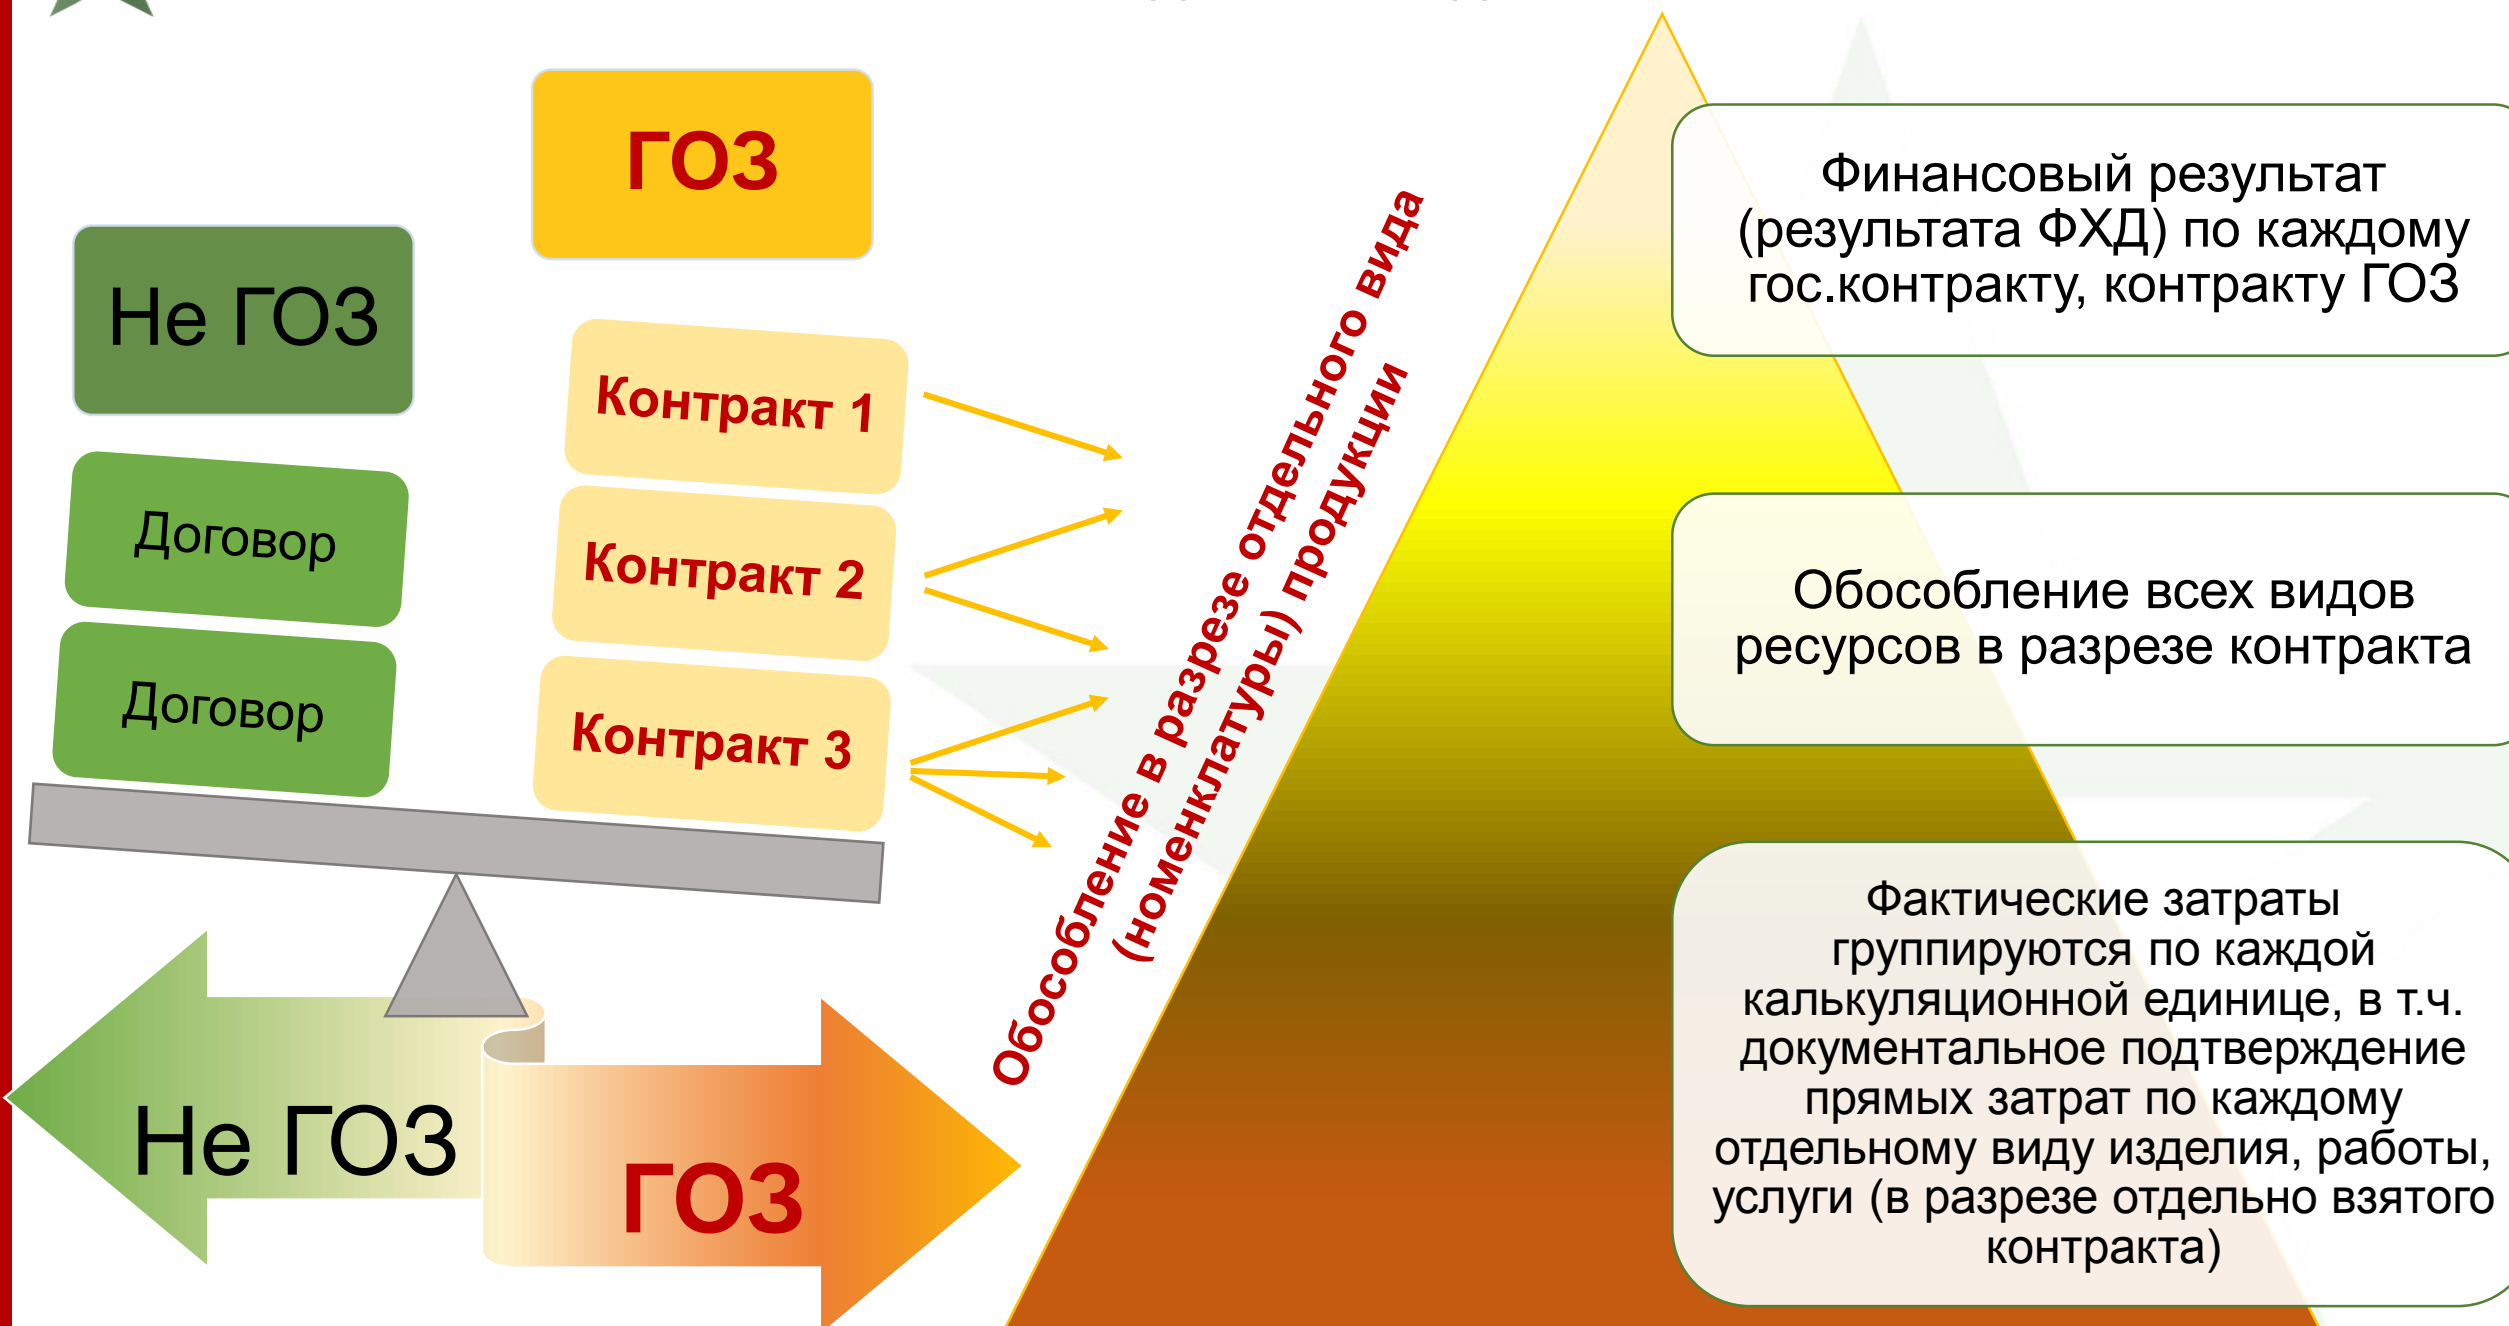 ГОЗ
Не ГОЗ
Контракт 1
Контракт 2
Контракт 3
Договор
Договор
Не ГОЗ
ГОЗ
Обособление в разрезе отдельного вида
(номенклатуры) продукции
Финансовый результат
(результата ФХД) по каждому
гос.контракту, контракту ГОЗ
Обособление всех видов
ресурсов в разрезе контракта
Фактические затраты
группируются по каждой
калькуляционной единице, в т.ч.
документальное подтверждение
прямых затрат по каждому
отдельному виду изделия, работы,
услуги (в разрезе отдельно взятого
контракта)